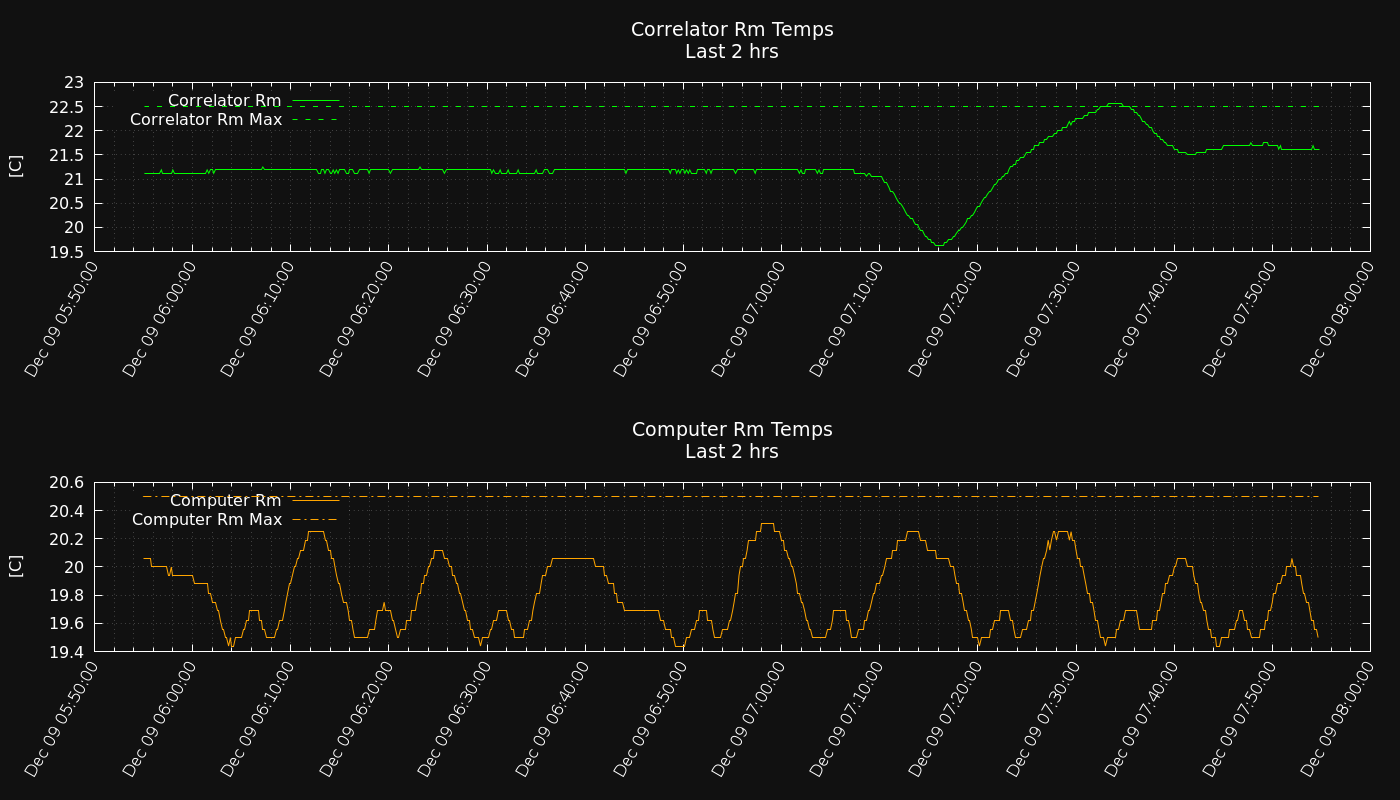 Correlator Rm Temps
Last 2 hrs
[C]
23
22.5
22
21.5
21
20.5
20
19.5
Correlator Rm
Correlator Rm Max
Dec 09 05:50:00
Dec 09 06:00:00
Dec 09 06:10:00
Dec 09 06:20:00
Dec 09 06:30:00
Dec 09 06:40:00
Dec 09 06:50:00
Dec 09 07:00:00
Dec 09 07:10:00
Dec 09 07:20:00
Dec 09 07:30:00
Dec 09 07:40:00
Dec 09 07:50:00
Dec 09 08:00:00
Computer Rm Temps
Last 2 hrs
[C]
20.6
20.4
20.2
20
19.8
19.6
19.4
Computer Rm
Computer Rm Max
Dec 09 05:50:00
Dec 09 06:00:00
Dec 09 06:10:00
Dec 09 06:20:00
Dec 09 06:30:00
Dec 09 06:40:00
Dec 09 06:50:00
Dec 09 07:00:00
Dec 09 07:10:00
Dec 09 07:20:00
Dec 09 07:30:00
Dec 09 07:40:00
Dec 09 07:50:00
Dec 09 08:00:00